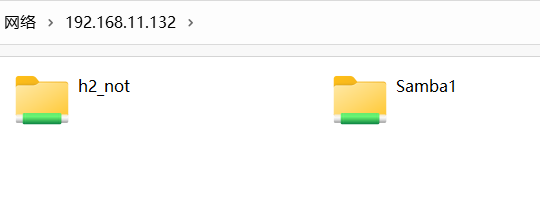 网络 > 192.168.11.132 >
h2_not
Samba1